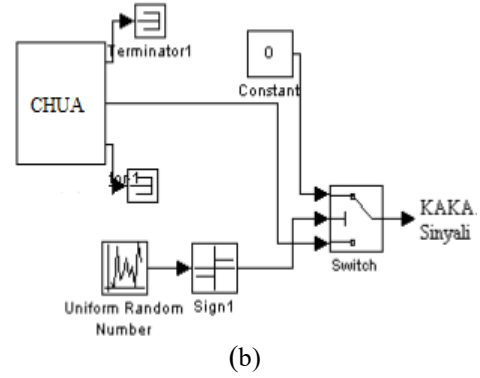 Terminator1
0
Constant
CHUA
KAKA
Sinyali
Switch
Uniform Random
Number
Sign1
(b)